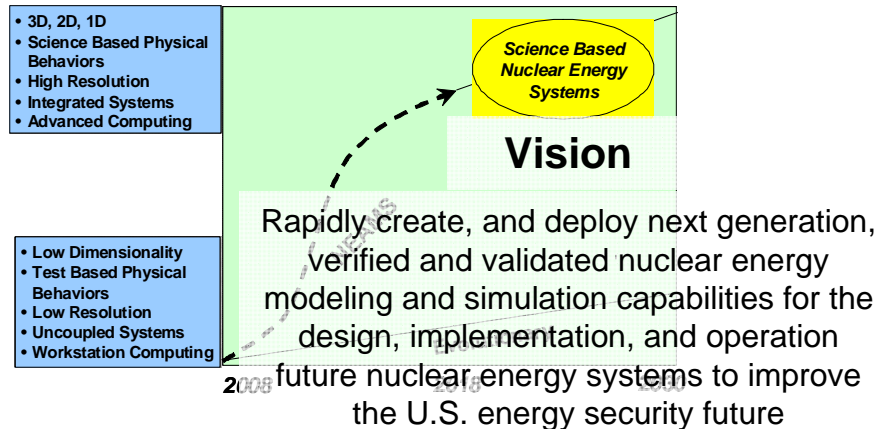 • 3D, 2D, 1D
• Science Based Physical
Behaviors
• High Resolution
• Integrated Systems
• Advanced Computing
Science Based
Nuclear Energy
Systems
Vision
NEAMS
Rapidly create, and deploy next generation,
verified and validated nuclear energy
modeling and simulation capabilities for the
design, implementation, and operation
future nuclear energy systems to improve
the U.S. energy security future
• Low Dimensionality
• Test Based Physical
Behaviors
• Low Resolution
• Uncoupled Systems
• Workstation Computing
Evolutionary
2008
2018